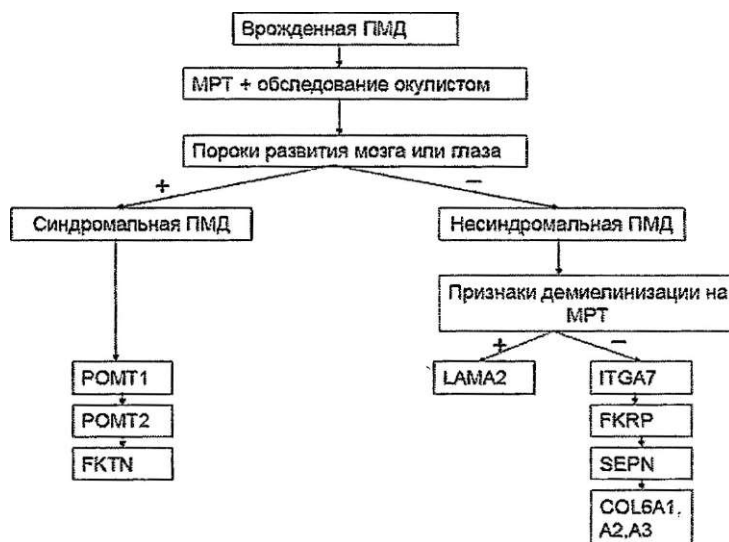 Врожденная ПМД
МРТ + обследование окулистом
Пороки развития мозга или глаза
+
−
Синдромальная ПМД
Несиндромальная ПМД
Признаки демиелинизации на
МРТ
+
−
POMT1
LAMA2
ITGA7
POMT2
FKRP
FKTN
SEPN
COL6A1,
A2,A3